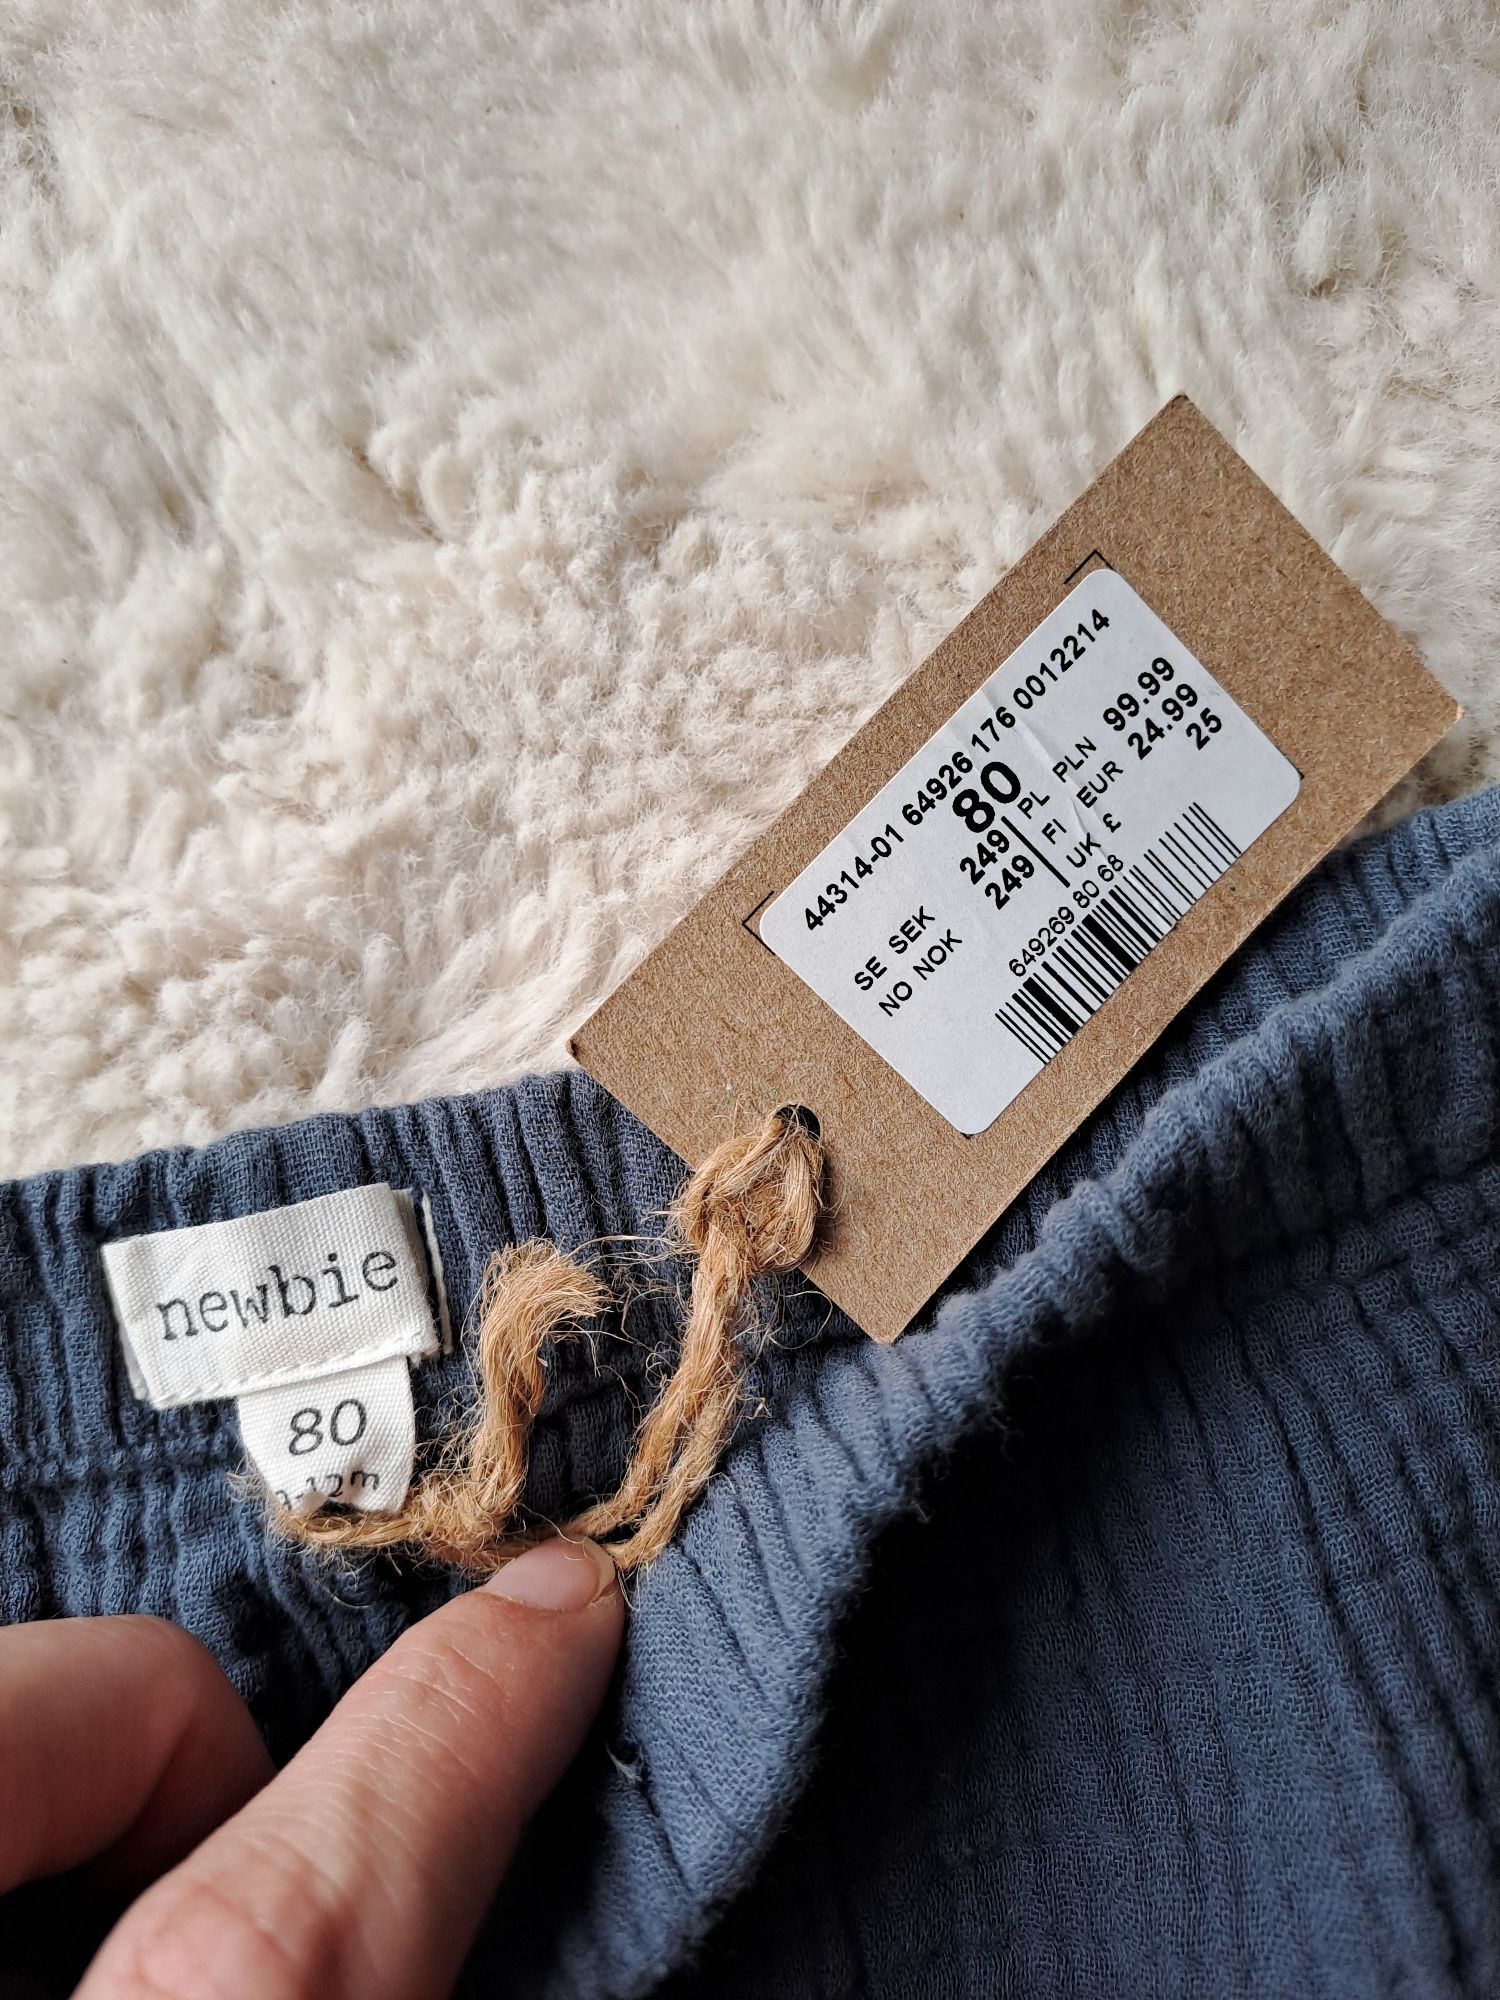 44314-01 64926 176 0012214
80
SE SEK 249
NO NOK 249
PL PLN 99.99
FI EUR 24.99
UK £ 25
649269 80 68
newbie
80
-12m